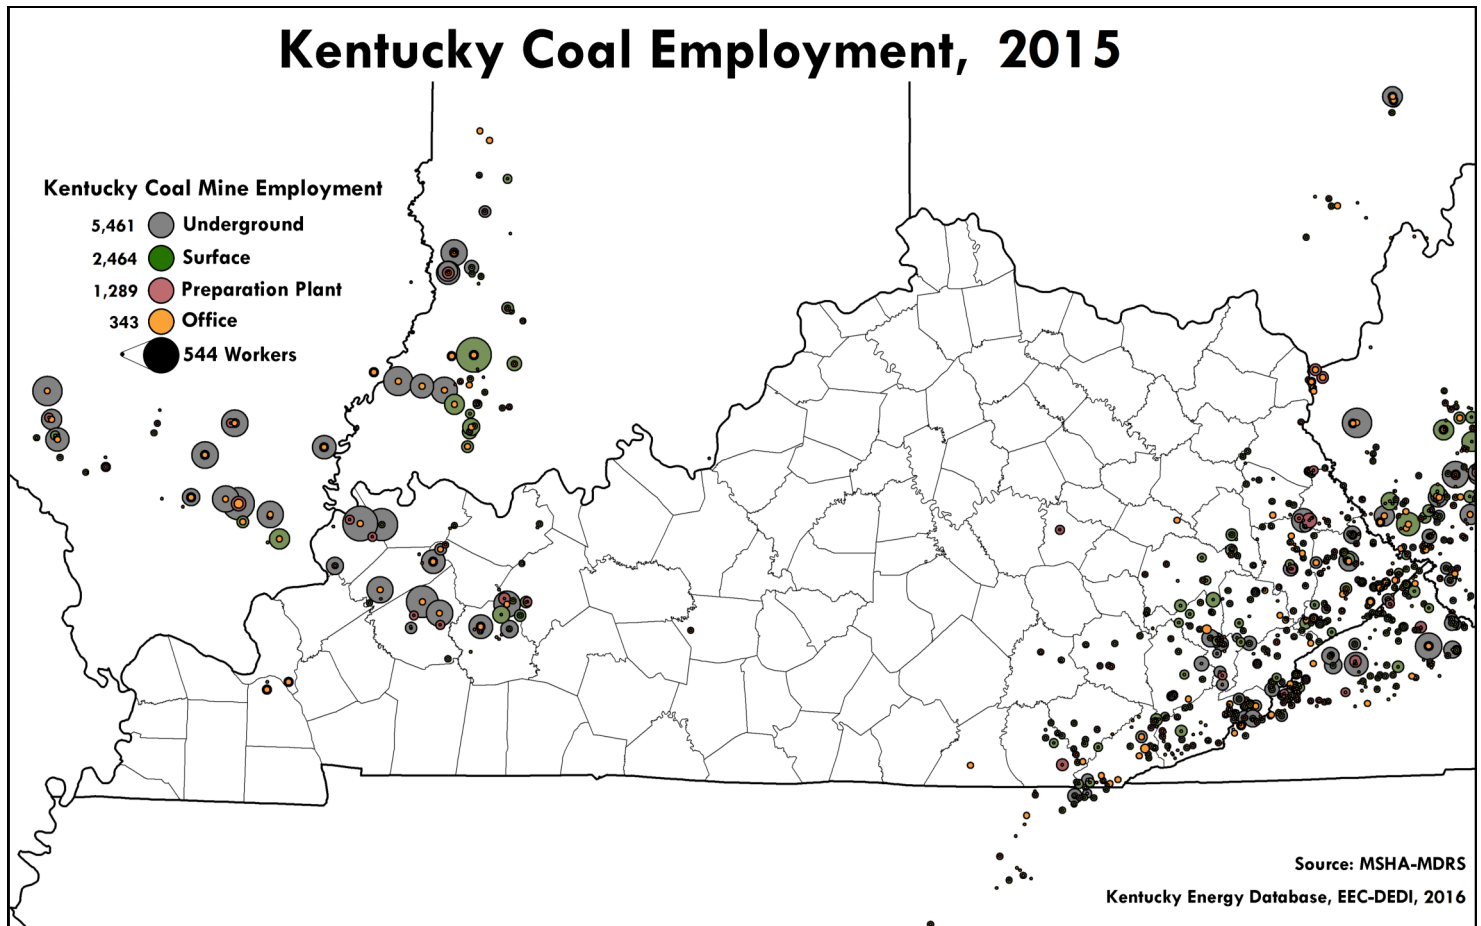 Kentucky Coal Employment, 2015
Kentucky Coal Mine Employment
5,461 Underground
2,464 Surface
1,289 Preparation Plant
343 Office
544 Workers
Source: MSHA-MDRS
Kentucky Energy Database, EEC-DEDI, 2016